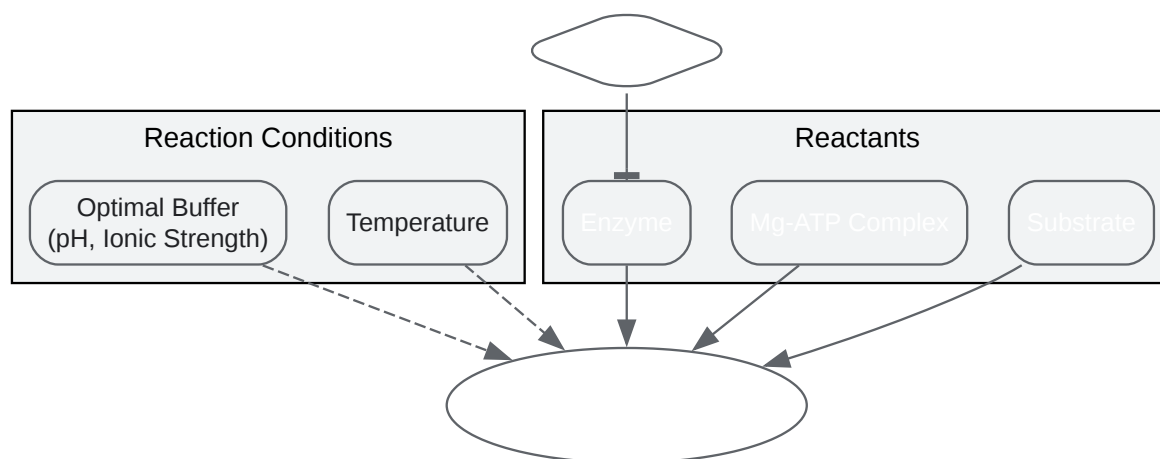 Reaction Conditions
Reactants
Optimal Buffer
(pH, Ionic Strength)
Temperature
Enzyme
Mg-ATP Complex
Substrate